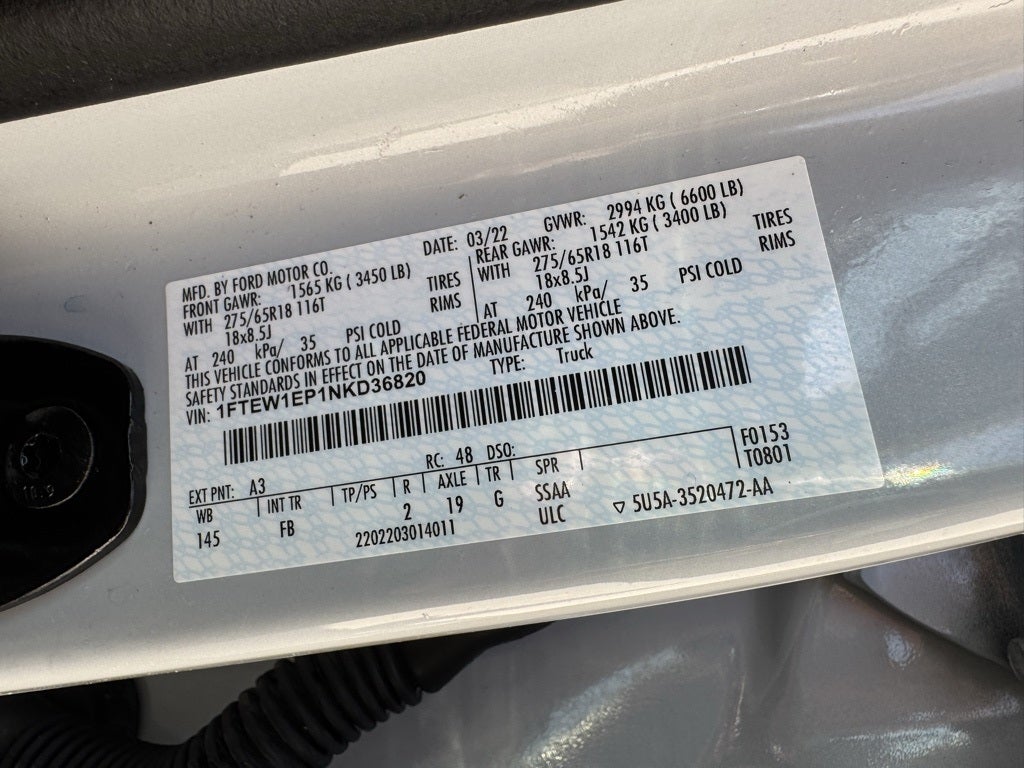 MFD. BY FORD MOTOR CO. DATE: 03/22 GVWR: 2994 KG ( 6600 LB)
FRONT GAWR: 1565 KG ( 3450 LB) REAR GAWR: 1542 KG ( 3400 LB)
WITH 275/65R18 116T TIRES WITH 275/65R18 116T TIRES
18x8.5J RIMS 18x8.5J RIMS
AT 240 kPa/ 35 PSI COLD AT 240 kPa/ 35 PSI COLD
THIS VEHICLE CONFORMS TO ALL APPLICABLE FEDERAL MOTOR VEHICLE
SAFETY STANDARDS IN EFFECT ON THE DATE OF MANUFACTURE SHOWN ABOVE.
VIN: 1FTEW1EP1NKD36820 TYPE: Truck
EXT PNT: A3 RC: 48 DSO: F0153
WB INT TR TP/PS R AXLE TR SPR T0801
145 FB 2 19 G SSAA
2202203014011 ULC ▽ 5U5A-3520472-AA
10.9